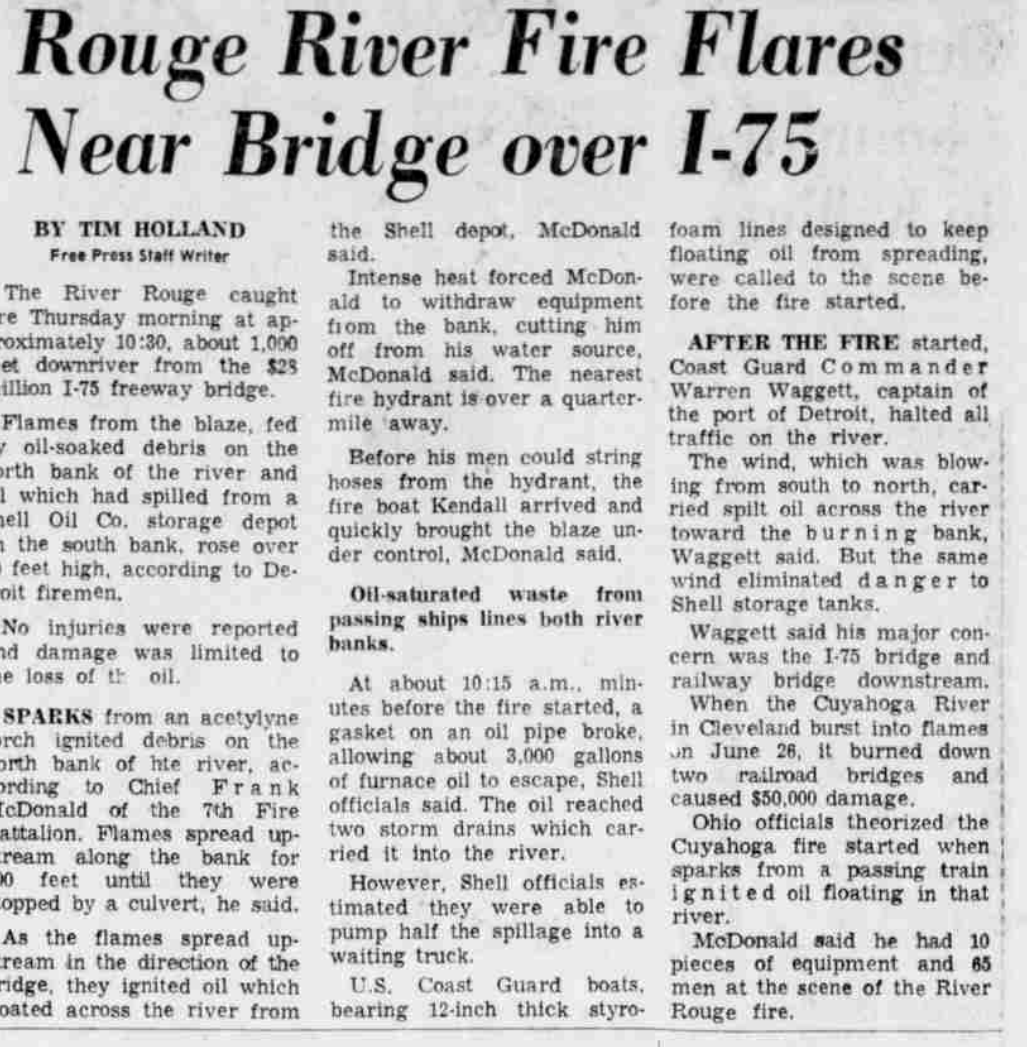 Rouge River Fire Flares
Near Bridge over I-75
BY TIM HOLLAND
Free Press Staff Writer
The River Rouge caught
re Thursday morning at ap-
roximately 10:30, about 1,000
et downriver from the $28
illion I-75 freeway bridge.
Flames from the blaze, fed
y oil-soaked debris on the
orth bank of the river and
l which had spilled from a
hell Oil Co. storage depot
the south bank, rose over
feet high, according to De-
oit firemen.
No injuries were reported
nd damage was limited to
e loss of th oil.
SPARKS from an acetylyne
orch ignited debris on the
orth bank of hte river, ac-
ording to Chief Frank
McDonald of the 7th Fire
attalion. Flames spread up-
ream along the bank for
00 feet until they were
opped by a culvert, he said.
As the flames spread up-
ream in the direction of the
ridge, they ignited oil which
oated across the river from
the Shell depot, McDonald
said.
Intense heat forced McDon-
ald to withdraw equipment
from the bank, cutting him
off from his water source,
McDonald said. The nearest
fire hydrant is over a quarter-
mile away.
Before his men could string
hoses from the hydrant, the
fire boat Kendall arrived and
quickly brought the blaze un-
der control, McDonald said.
Oil-saturated waste from
passing ships lines both river
banks.
At about 10:15 a.m., min-
utes before the fire started, a
gasket on an oil pipe broke,
allowing about 3,000 gallons
of furnace oil to escape, Shell
officials said. The oil reached
two storm drains which car-
ried it into the river.
However, Shell officials es-
timated they were able to
pump half the spillage into a
waiting truck.
U.S. Coast Guard boats,
bearing 12-inch thick styro-
foam lines designed to keep
floating oil from spreading,
were called to the scene be-
fore the fire started.
AFTER THE FIRE started,
Coast Guard Commander
Warren Waggett, captain of
the port of Detroit, halted all
traffic on the river.
The wind, which was blow-
ing from south to north, car-
ried spilt oil across the river
toward the burning bank,
Waggett said. But the same
wind eliminated danger to
Shell storage tanks.
Waggett said his major con-
cern was the I-75 bridge and
railway bridge downstream.
When the Cuyahoga River
in Cleveland burst into flames
on June 26, it burned down
two railroad bridges and
caused $50,000 damage.
Ohio officials theorized the
Cuyahoga fire started when
sparks from a passing train
ignited oil floating in that
river.
McDonald said he had 10
pieces of equipment and 65
men at the scene of the River
Rouge fire.